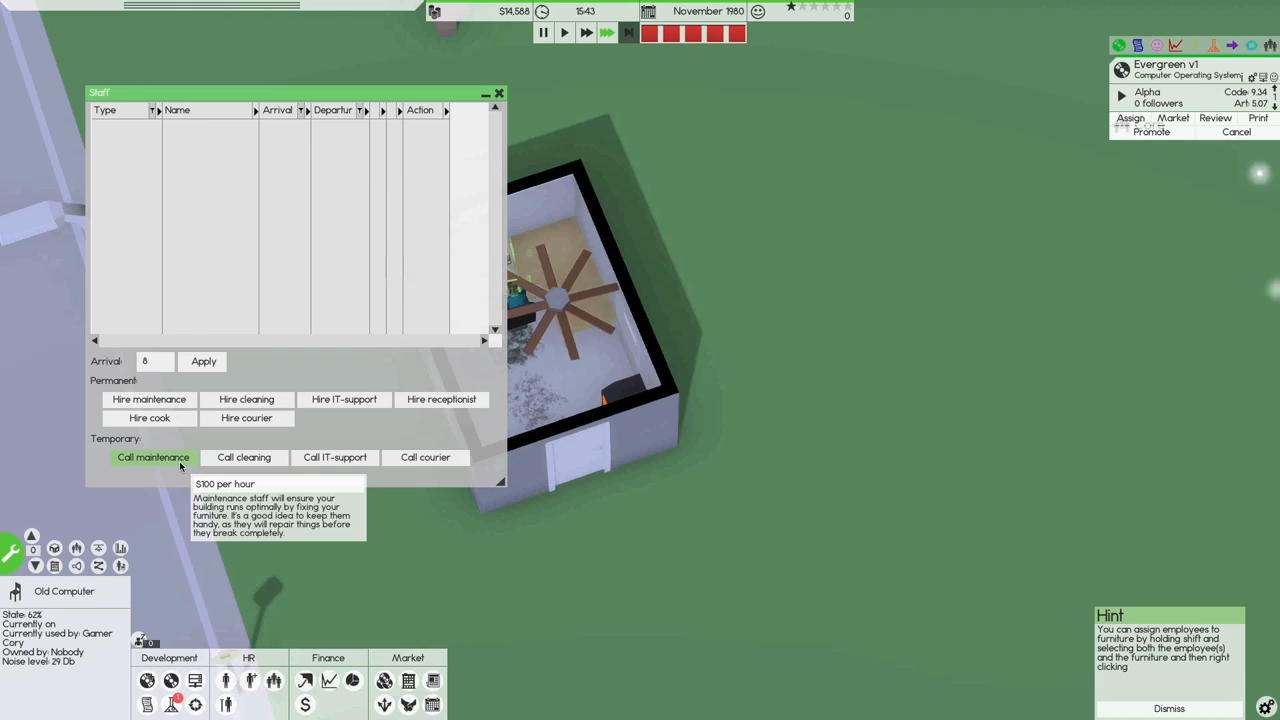 $14,588
1543
November 1980
0
Evergreen v1
Computer Operating System
Alpha
0 followers
Code: 9.34
Art: 5.07
1
Assign
Market
Review
Print
Promote
Cancel
Staff
Type
Name
Arrival
Departur
Action
Arrival:
8
Apply
Permanent:
Hire maintenance
Hire cleaning
Hire IT-support
Hire receptionist
Hire cook
Hire courier
Temporary:
Call maintenance
Call cleaning
Call IT-support
Call courier
$100 per hour
Maintenance staff will ensure your
building runs optimally by fixing your
furniture. It's a good idea to keep them
handy, as they will repair things before
they break completely.
0
Old Computer
State: 62%
Currently on
Currently used by: Gamer
Cory
Owned by: Nobody
Noise level: 29 Db
0
Development
HR
Finance
Market
1
Hint
You can assign employees to
furniture by holding shift and
selecting both the employee(s)
and the furniture and then right
clicking
Dismiss